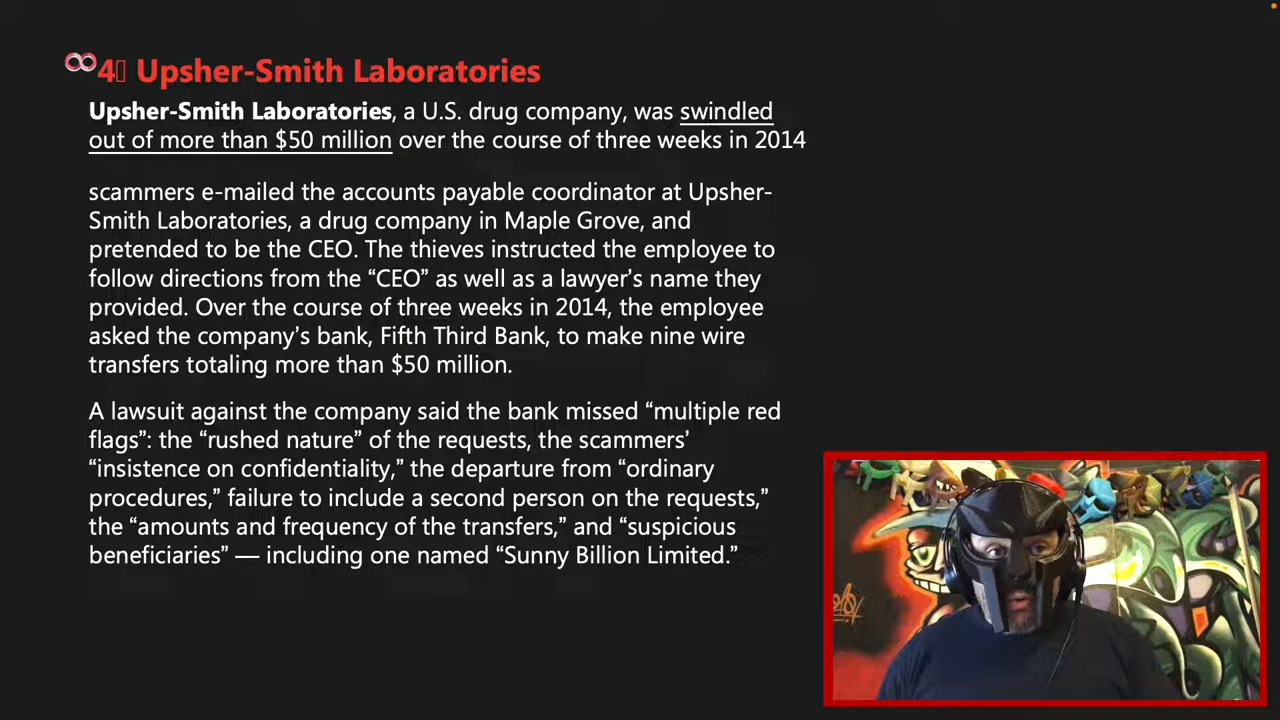 4 Upsher-Smith Laboratories
Upsher-Smith Laboratories, a U.S. drug company, was swindled
out of more than $50 million over the course of three weeks in 2014
scammers e-mailed the accounts payable coordinator at Upsher-
Smith Laboratories, a drug company in Maple Grove, and
pretended to be the CEO. The thieves instructed the employee to
follow directions from the “CEO” as well as a lawyer’s name they
provided. Over the course of three weeks in 2014, the employee
asked the company’s bank, Fifth Third Bank, to make nine wire
transfers totaling more than $50 million.
A lawsuit against the company said the bank missed “multiple red
flags”: the “rushed nature” of the requests, the scammers’
“insistence on confidentiality,” the departure from “ordinary
procedures,” failure to include a second person on the requests,”
the “amounts and frequency of the transfers,” and “suspicious
beneficiaries” — including one named “Sunny Billion Limited.”